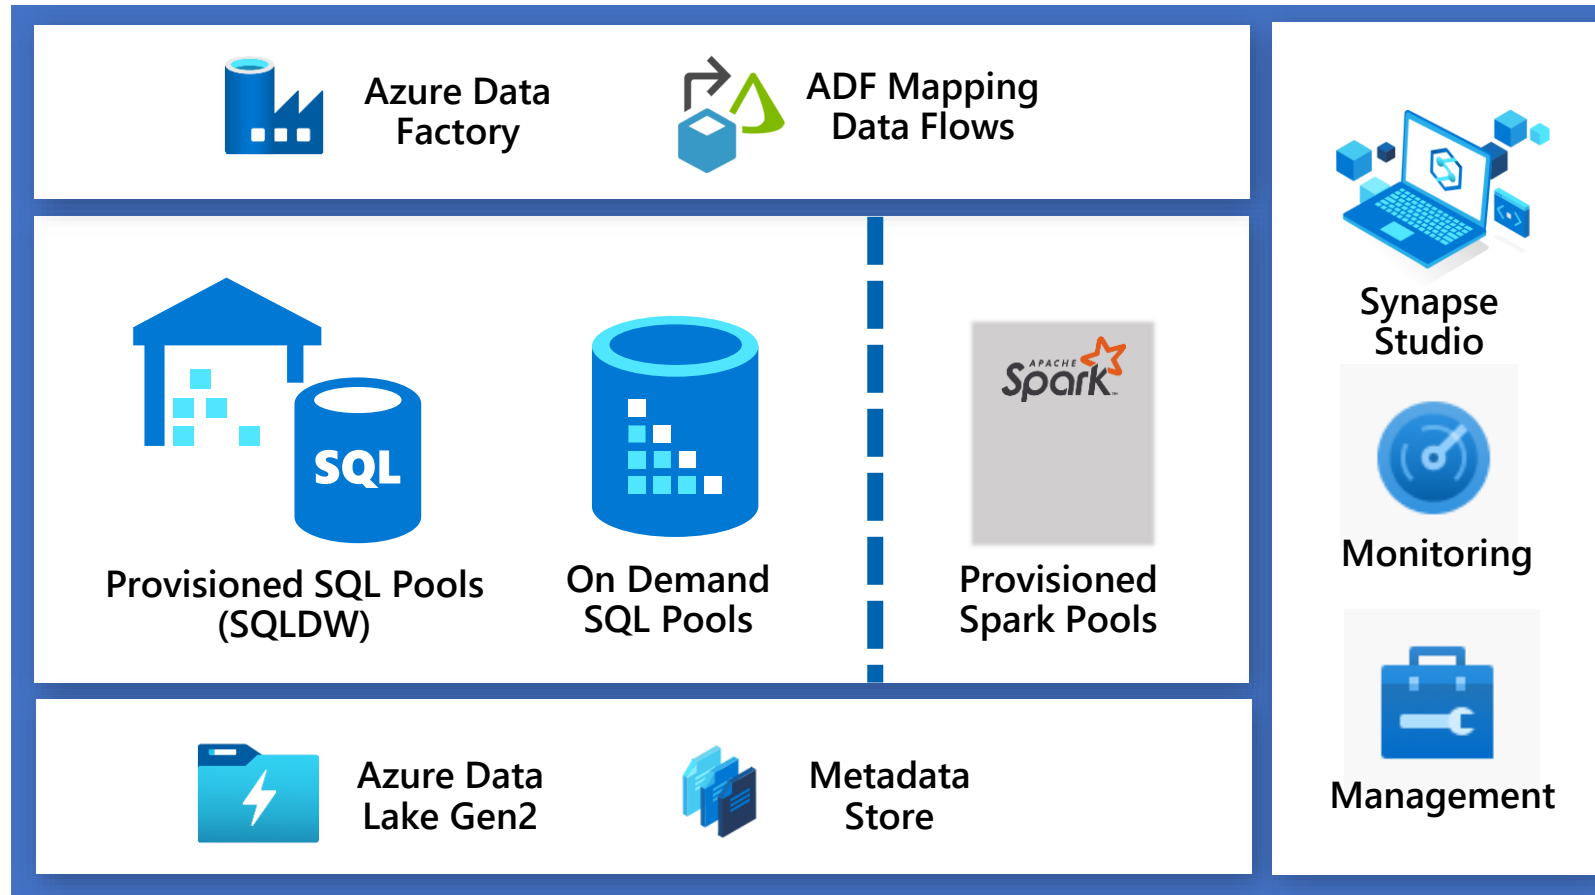 Azure Data
Factory
ADF Mapping
Data Flows
SQL
Provisioned SQL Pools
(SQLDW)
On Demand
SQL Pools
APACHE
Spark
Provisioned
Spark Pools
Azure Data
Lake Gen2
Metadata
Store
Synapse
Studio
Monitoring
Management